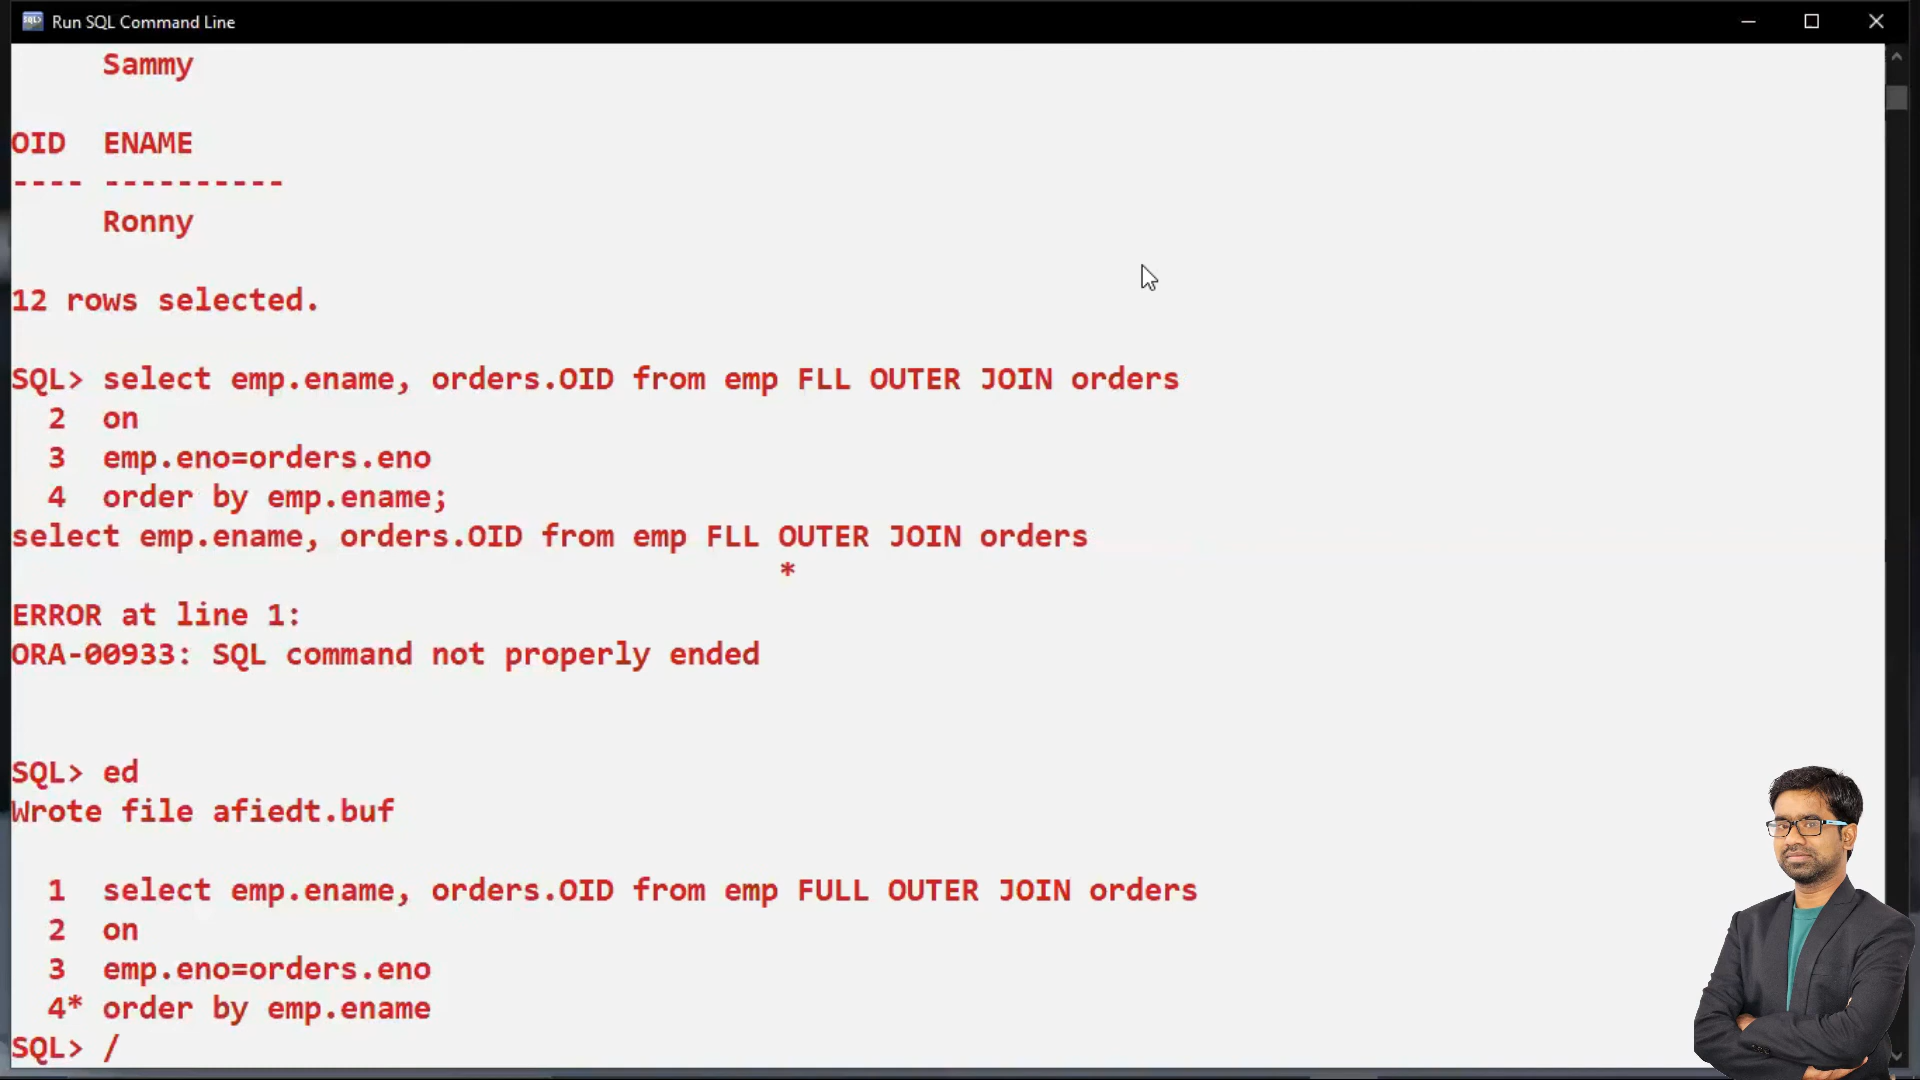 SQL>
Run SQL Command Line
Sammy
OID ENAME
---- ----------
Ronny
12 rows selected.
SQL> select emp.ename, orders.OID from emp FLL OUTER JOIN orders
2 on
3 emp.eno=orders.eno
4 order by emp.ename;
select emp.ename, orders.OID from emp FLL OUTER JOIN orders
*
ERROR at line 1:
ORA-00933: SQL command not properly ended
SQL> ed
Wrote file afiedt.buf
1 select emp.ename, orders.OID from emp FULL OUTER JOIN orders
2 on
3 emp.eno=orders.eno
4* order by emp.ename
SQL> /